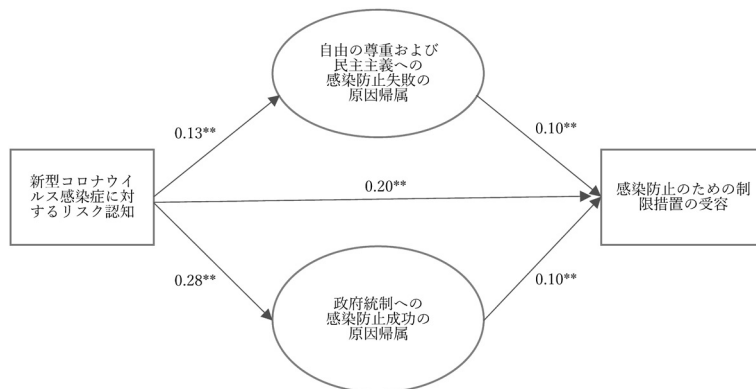 自由の尊重および
民主主義への
感染防止失敗の
原因帰属
0.13**
0.10**
新型コロナウイ
ルス感染症に対
するリスク認知
0.20**
感染防止のための制
限措置の受容
0.28**
0.10**
政府統制への
感染防止成功の
原因帰属